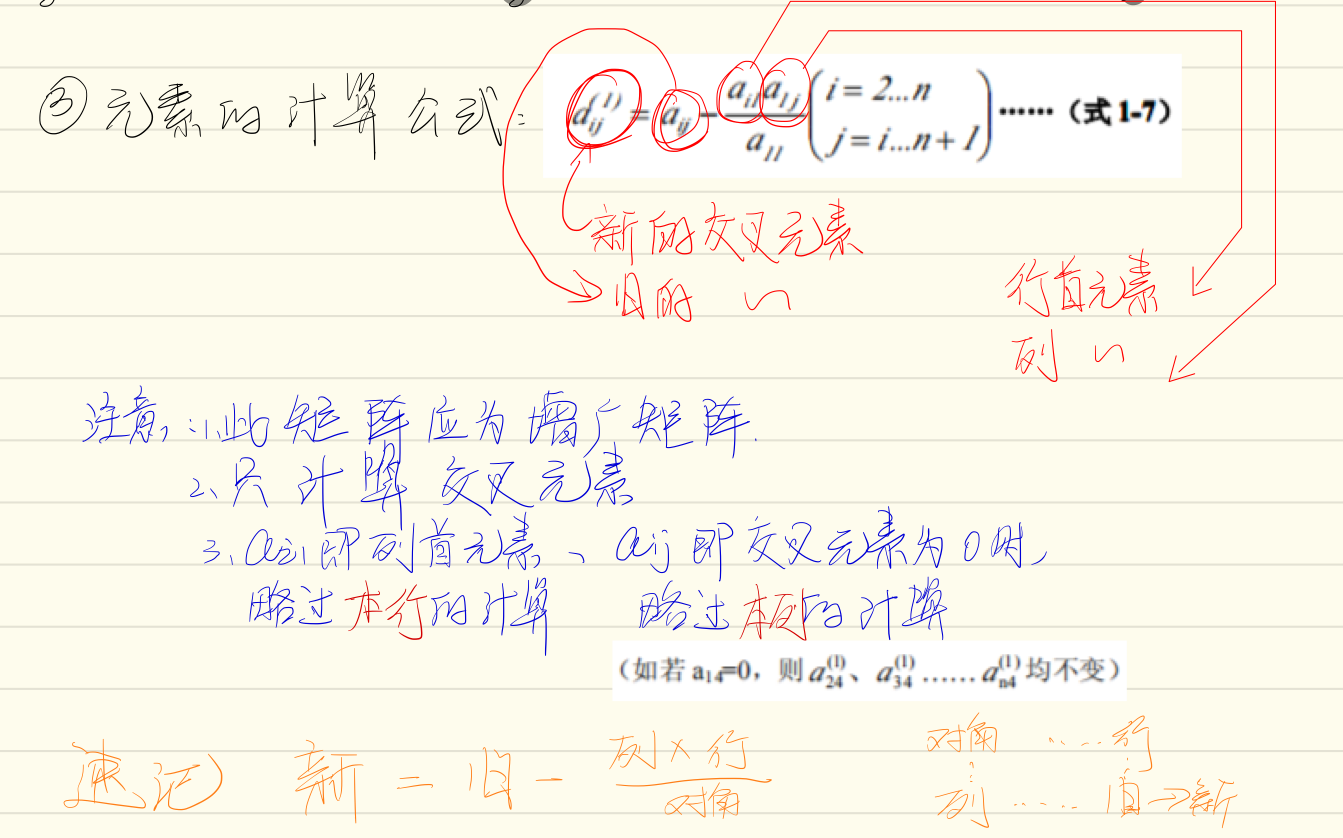 ③元素的计算公式： d_{ij}^{(1)} = a_{ij} - \frac{a_{i1}a_{1j}}{a_{11}} \begin{pmatrix} i = 2...n \\ j = i...n+1 \end{pmatrix} ······（式 1-7）
新的交叉元素
旧的 〃
行首元素
列 〃
注意：1、此矩阵应为增广矩阵.
2、只计算交叉元素
3、a_{i1}即列首元素、a_{ij}即交叉元素为0时，
略过本行的计算 略过本列的计算
（如若 a₁₄=0，则 a_{24}^{(1)}、a_{34}^{(1)} …… a_{n4}^{(1)} 均不变）
速记） 新 = 旧 - \frac{列×行}{对角}
对角 ..... 行
⋮ ⋮
列 ...... 旧→新